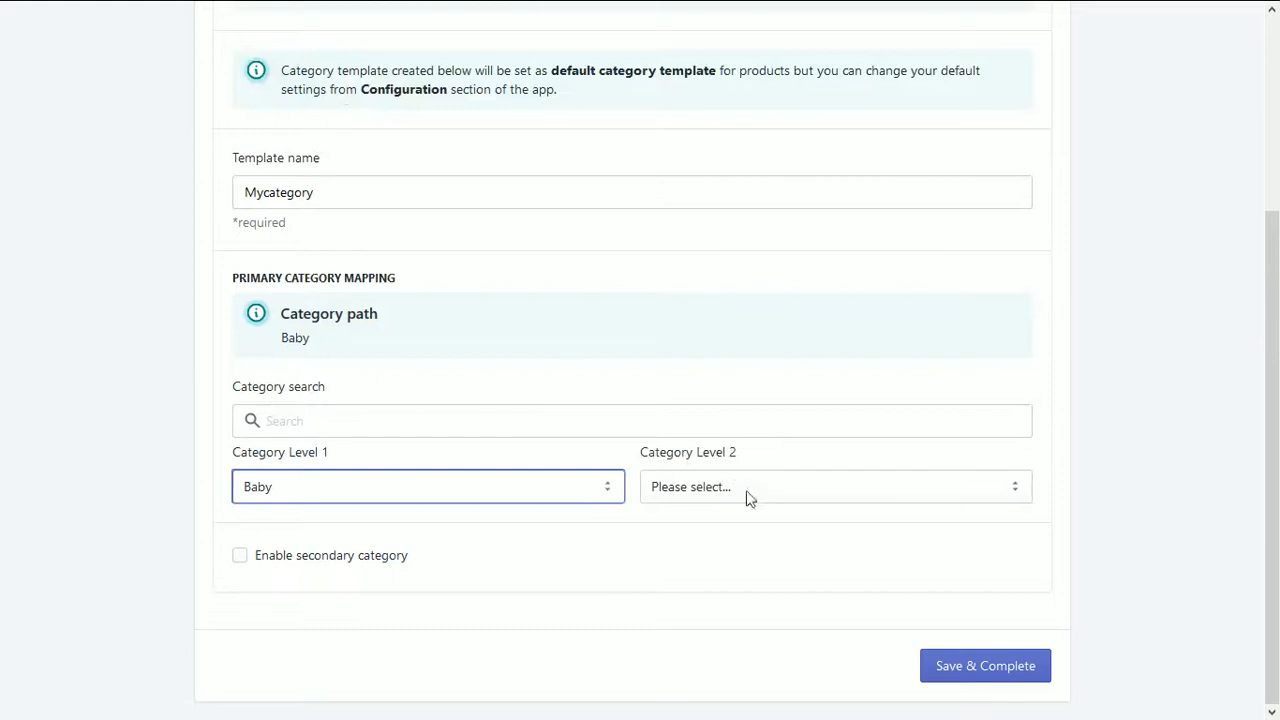 Category template created below will be set as default category template for products but you can change your default
settings from Configuration section of the app.
Template name
Mycategory
*required
PRIMARY CATEGORY MAPPING
Category path
Baby
Category search
Search
Category Level 1
Category Level 2
Baby
Please select...
Enable secondary category
Save & Complete